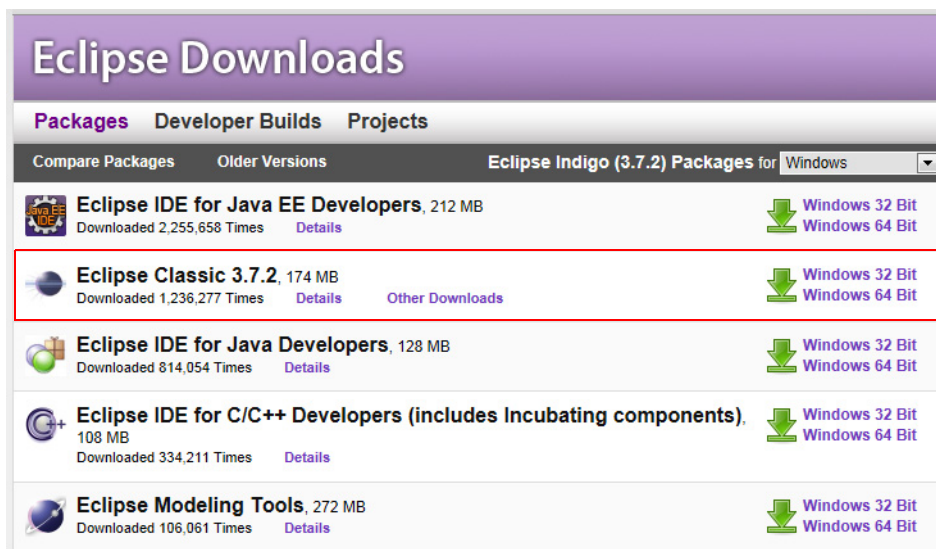 Eclipse Downloads
Packages Developer Builds Projects
Compare Packages Older Versions Eclipse Indigo (3.7.2) Packages for Windows
Java EE
IDE
Eclipse IDE for Java EE Developers, 212 MB
Windows 32 Bit
Downloaded 2,255,658 Times Details
Windows 64 Bit
Eclipse Classic 3.7.2, 174 MB
Windows 32 Bit
Downloaded 1,236,277 Times Details Other Downloads
Windows 64 Bit
Eclipse IDE for Java Developers, 128 MB
Windows 32 Bit
Downloaded 814,054 Times Details
Windows 64 Bit
C++
Eclipse IDE for C/C++ Developers (includes Incubating components),
Windows 32 Bit
108 MB
Windows 64 Bit
Downloaded 334,211 Times Details
Eclipse Modeling Tools, 272 MB
Windows 32 Bit
Downloaded 106,061 Times Details
Windows 64 Bit